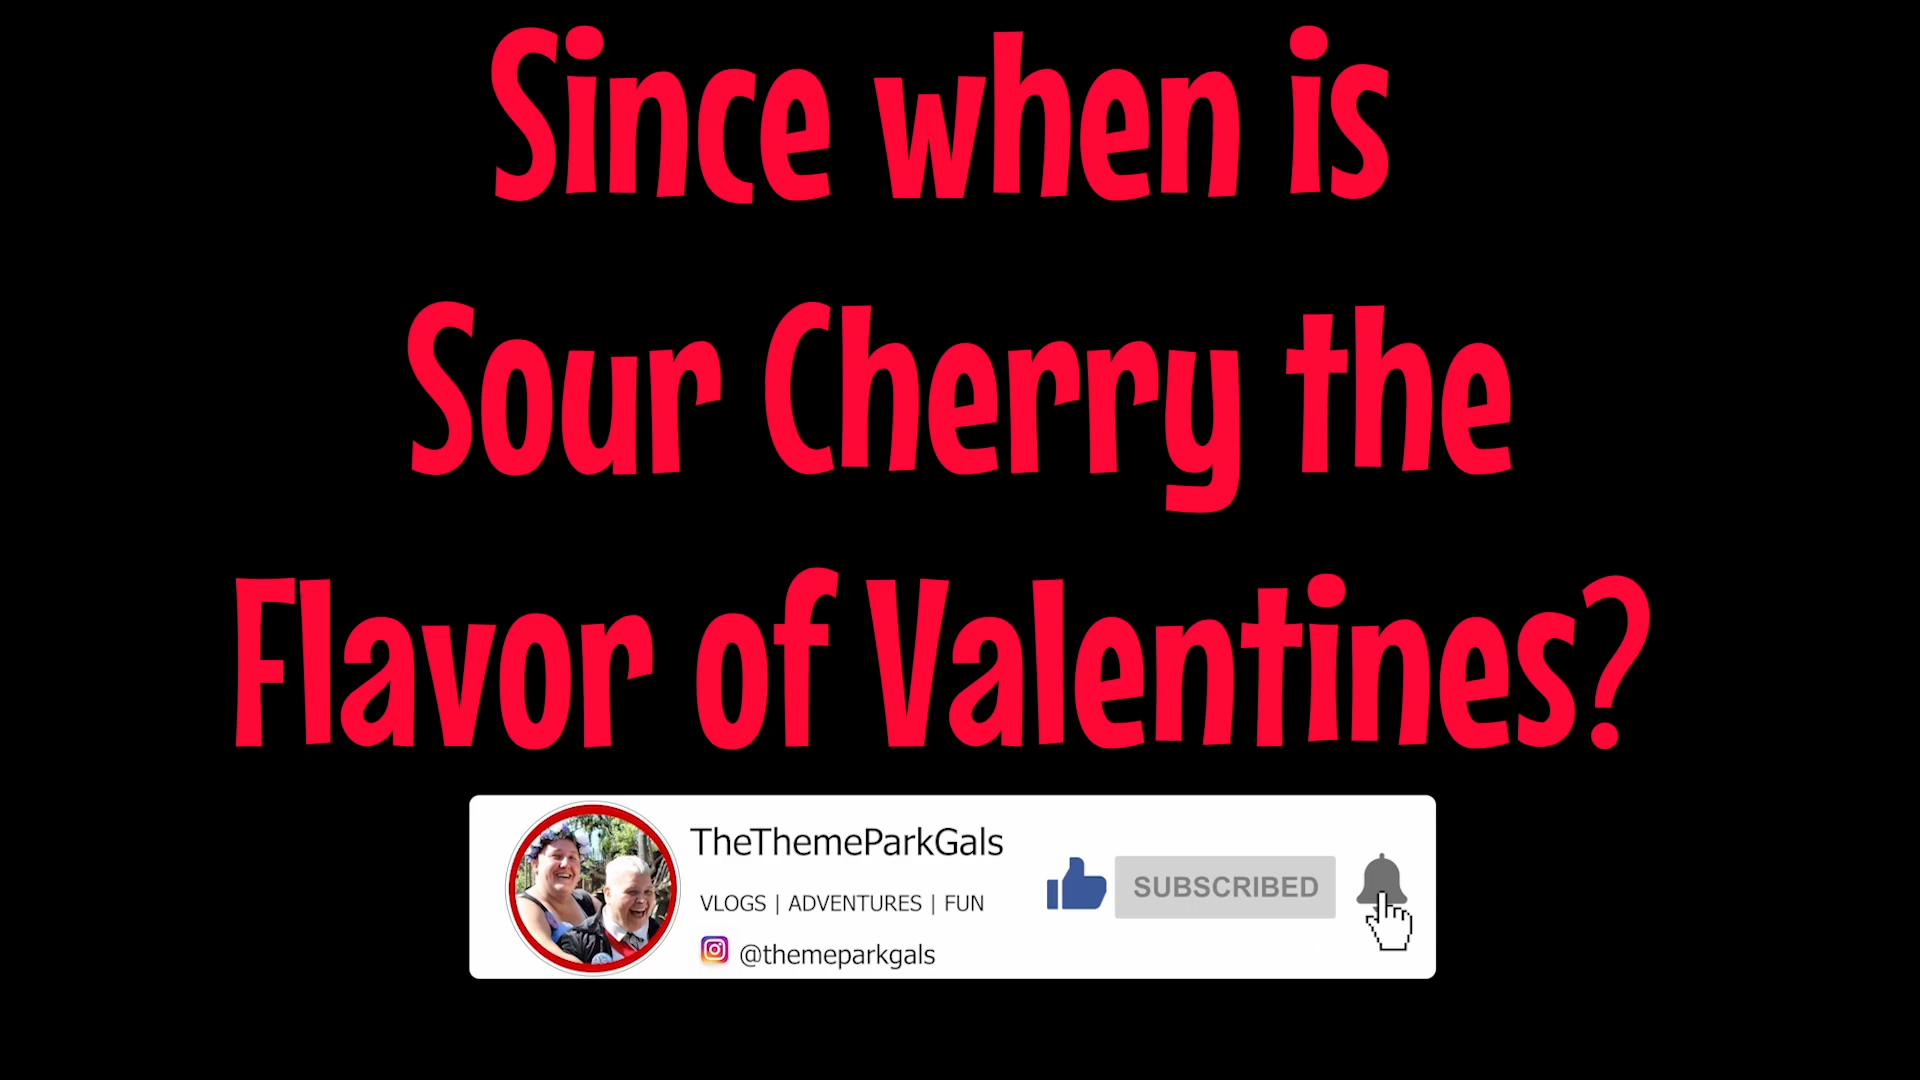 Since when is
Sour Cherry the
Flavor of Valentines?
TheThemeParkGals
VLOGS | ADVENTURES | FUN
@themeparkgals
SUBSCRIBED